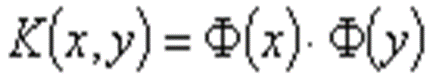 K(x,y) = Φ(x)· Φ(y)